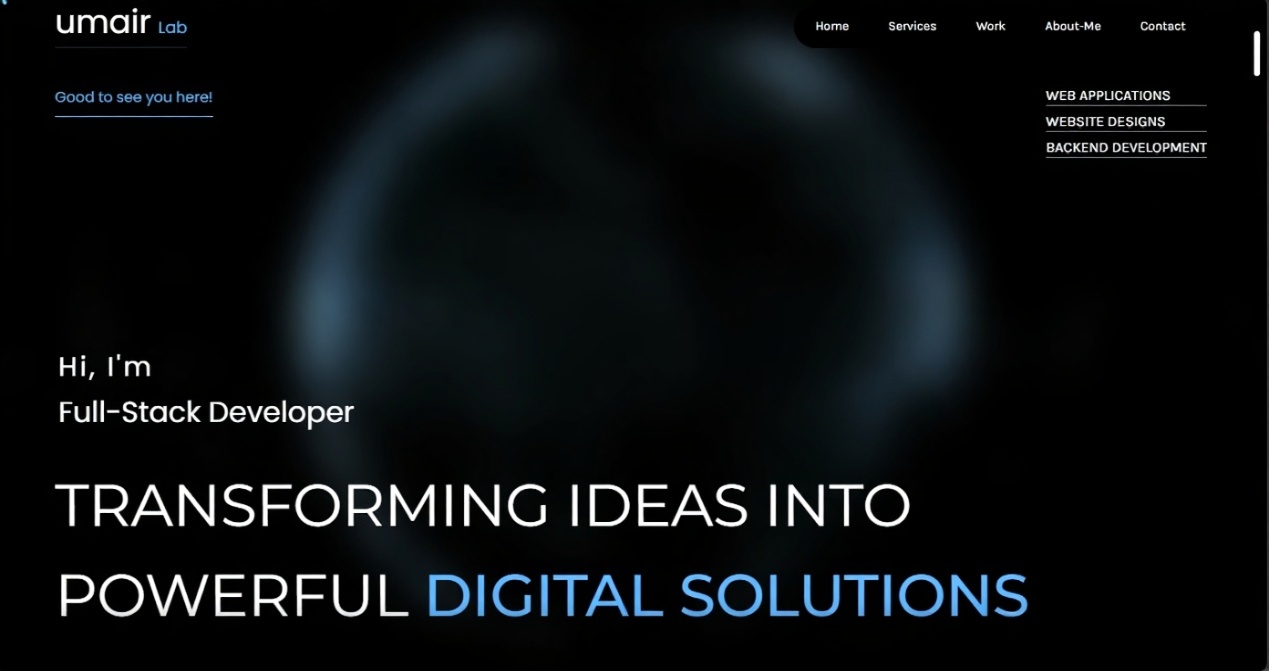 umair Lab
Home Services Work About-Me Contact
Good to see you here!
WEB APPLICATIONS
WEBSITE DESIGNS
BACKEND DEVELOPMENT
Hi, I'm
Full-Stack Developer
TRANSFORMING IDEAS INTO
POWERFUL DIGITAL SOLUTIONS